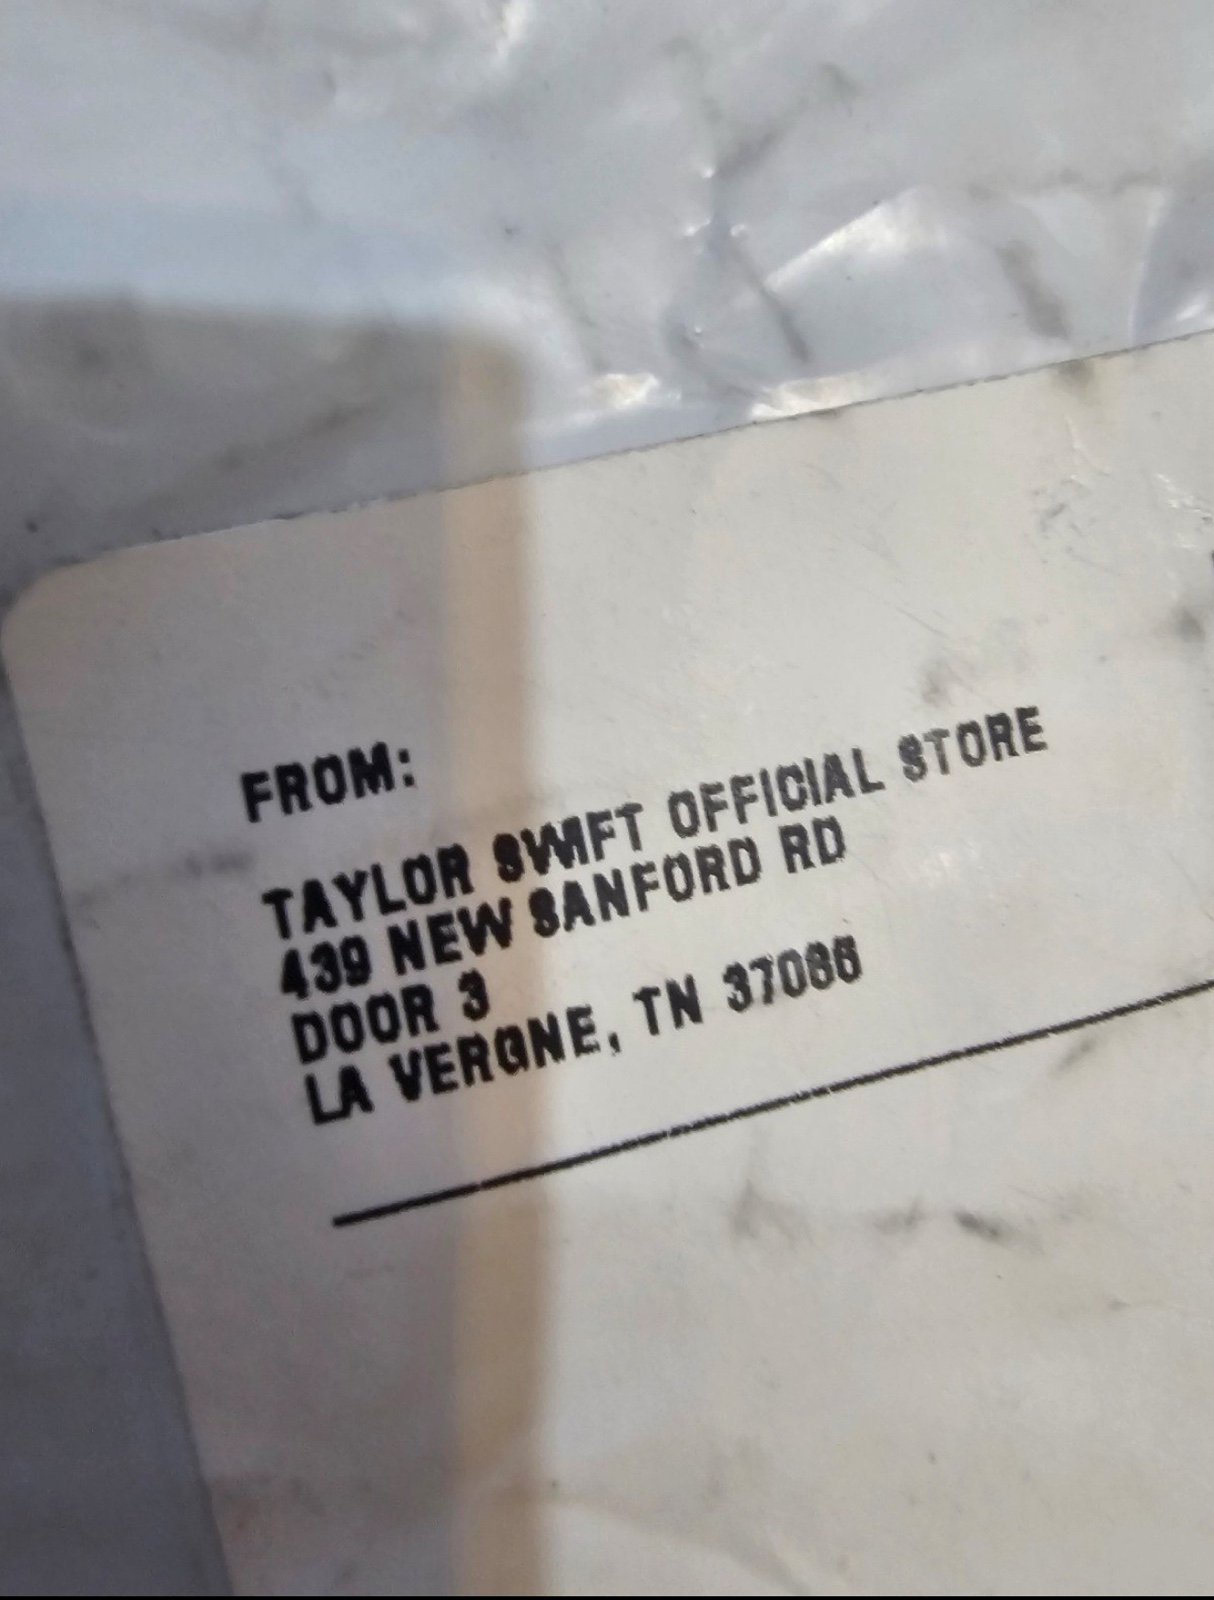 FROM:
TAYLOR SWIFT OFFICIAL STORE
439 NEW SANFORD RD
DOOR 3
LA VERGNE, TN 37086